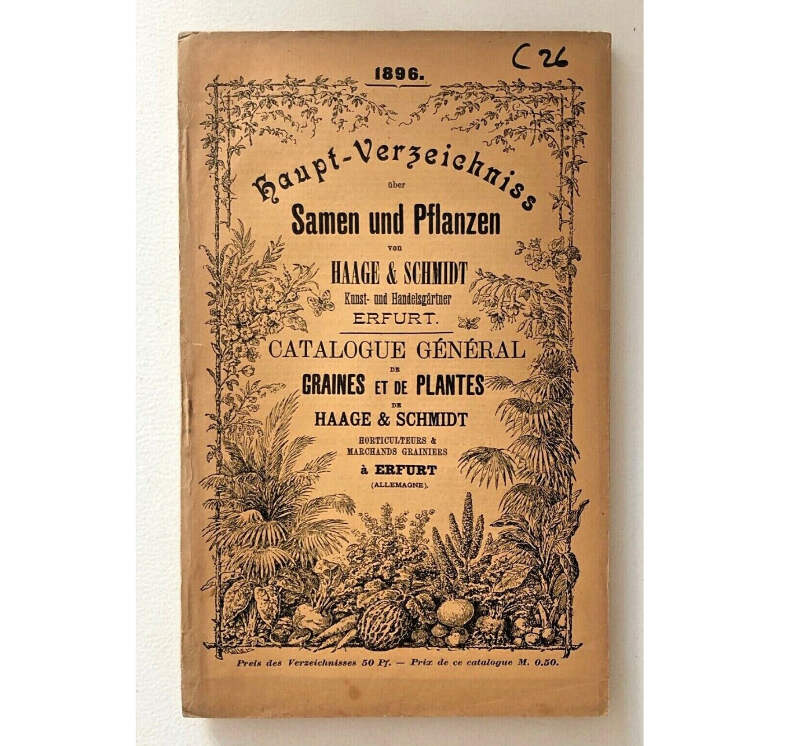 C 26
1896.
Haupt-Verzeichniss
über
Samen und Pflanzen
von
HAAGE & SCHMIDT
Kunst- und Handelsgärtner
ERFURT.
CATALOGUE GÉNÉRAL
DE
GRAINES ET DE PLANTES
DE
HAAGE & SCHMIDT
HORTICULTEURS &
MARCHANDS GRAINIERS
à ERFURT
(ALLEMAGNE).
Preis des Verzeichnisses 50 Pf. — Prix de ce catalogue M. 0,50.